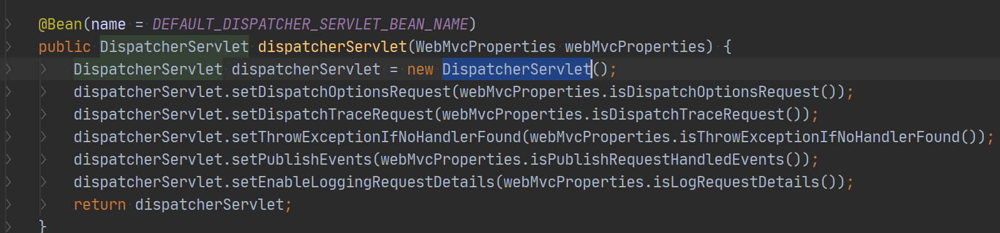 @Bean(name = DEFAULT_DISPATCHER_SERVLET_BEAN_NAME)
public DispatcherServlet dispatcherServlet(WebMvcProperties webMvcProperties) {
DispatcherServlet dispatcherServlet = new DispatcherServlet();
dispatcherServlet.setDispatchOptionsRequest(webMvcProperties.isDispatchOptionsRequest());
dispatcherServlet.setDispatchTraceRequest(webMvcProperties.isDispatchTraceRequest());
dispatcherServlet.setThrowExceptionIfNoHandlerFound(webMvcProperties.isThrowExceptionIfNoHandlerFound());
dispatcherServlet.setPublishEvents(webMvcProperties.isPublishRequestHandledEvents());
dispatcherServlet.setEnableLoggingRequestDetails(webMvcProperties.isLogRequestDetails());
return dispatcherServlet;
}